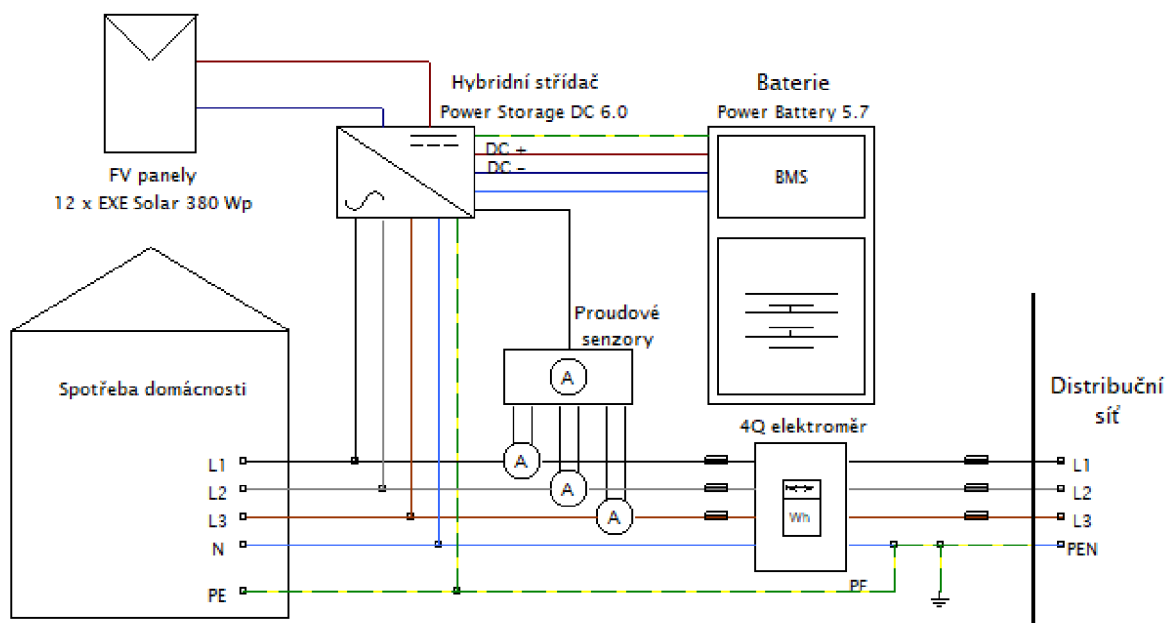 Hybridní střídač
Power Storage DC 6.0
Baterie
Power Battery 5.7
DC +
DC –
BMS
FV panely
12 x EXE Solar 380 Wp
Proudové
senzory
A
Spotřeba domácnosti
Distribuční
síť
4Q elektroměr
L1
A
L1
L2
A
L2
L3
A
Wh
L3
N
PEN
PE
PE